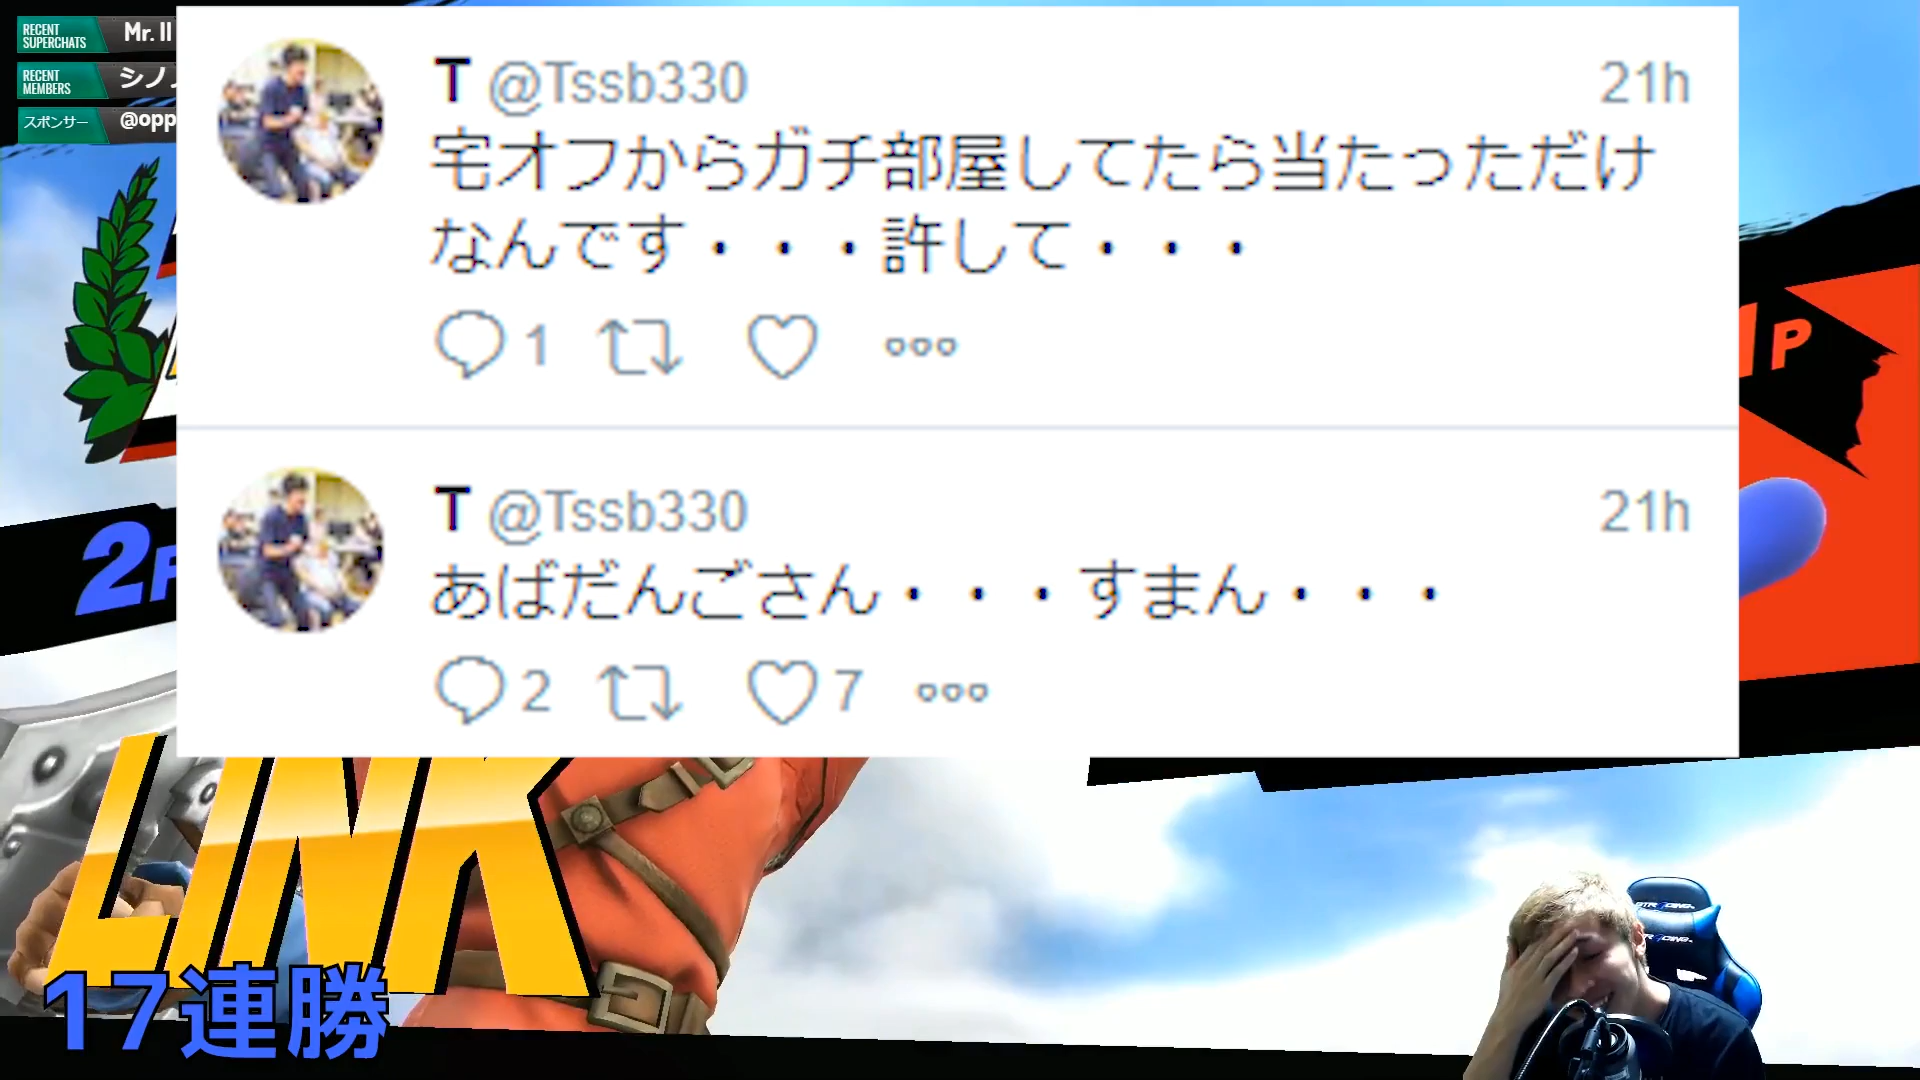 RECENT SUPERCHATS
Mr. II
RECENT MEMBERS
シノ
スポンサー
@opp
T @Tssb330 21h
宅オフからガチ部屋してたら当たっただけ
なんです・・・許して・・・
1
T @Tssb330 21h
あばだんごさん・・・すまん・・・
2 7
1P
2P
LINK
17連勝